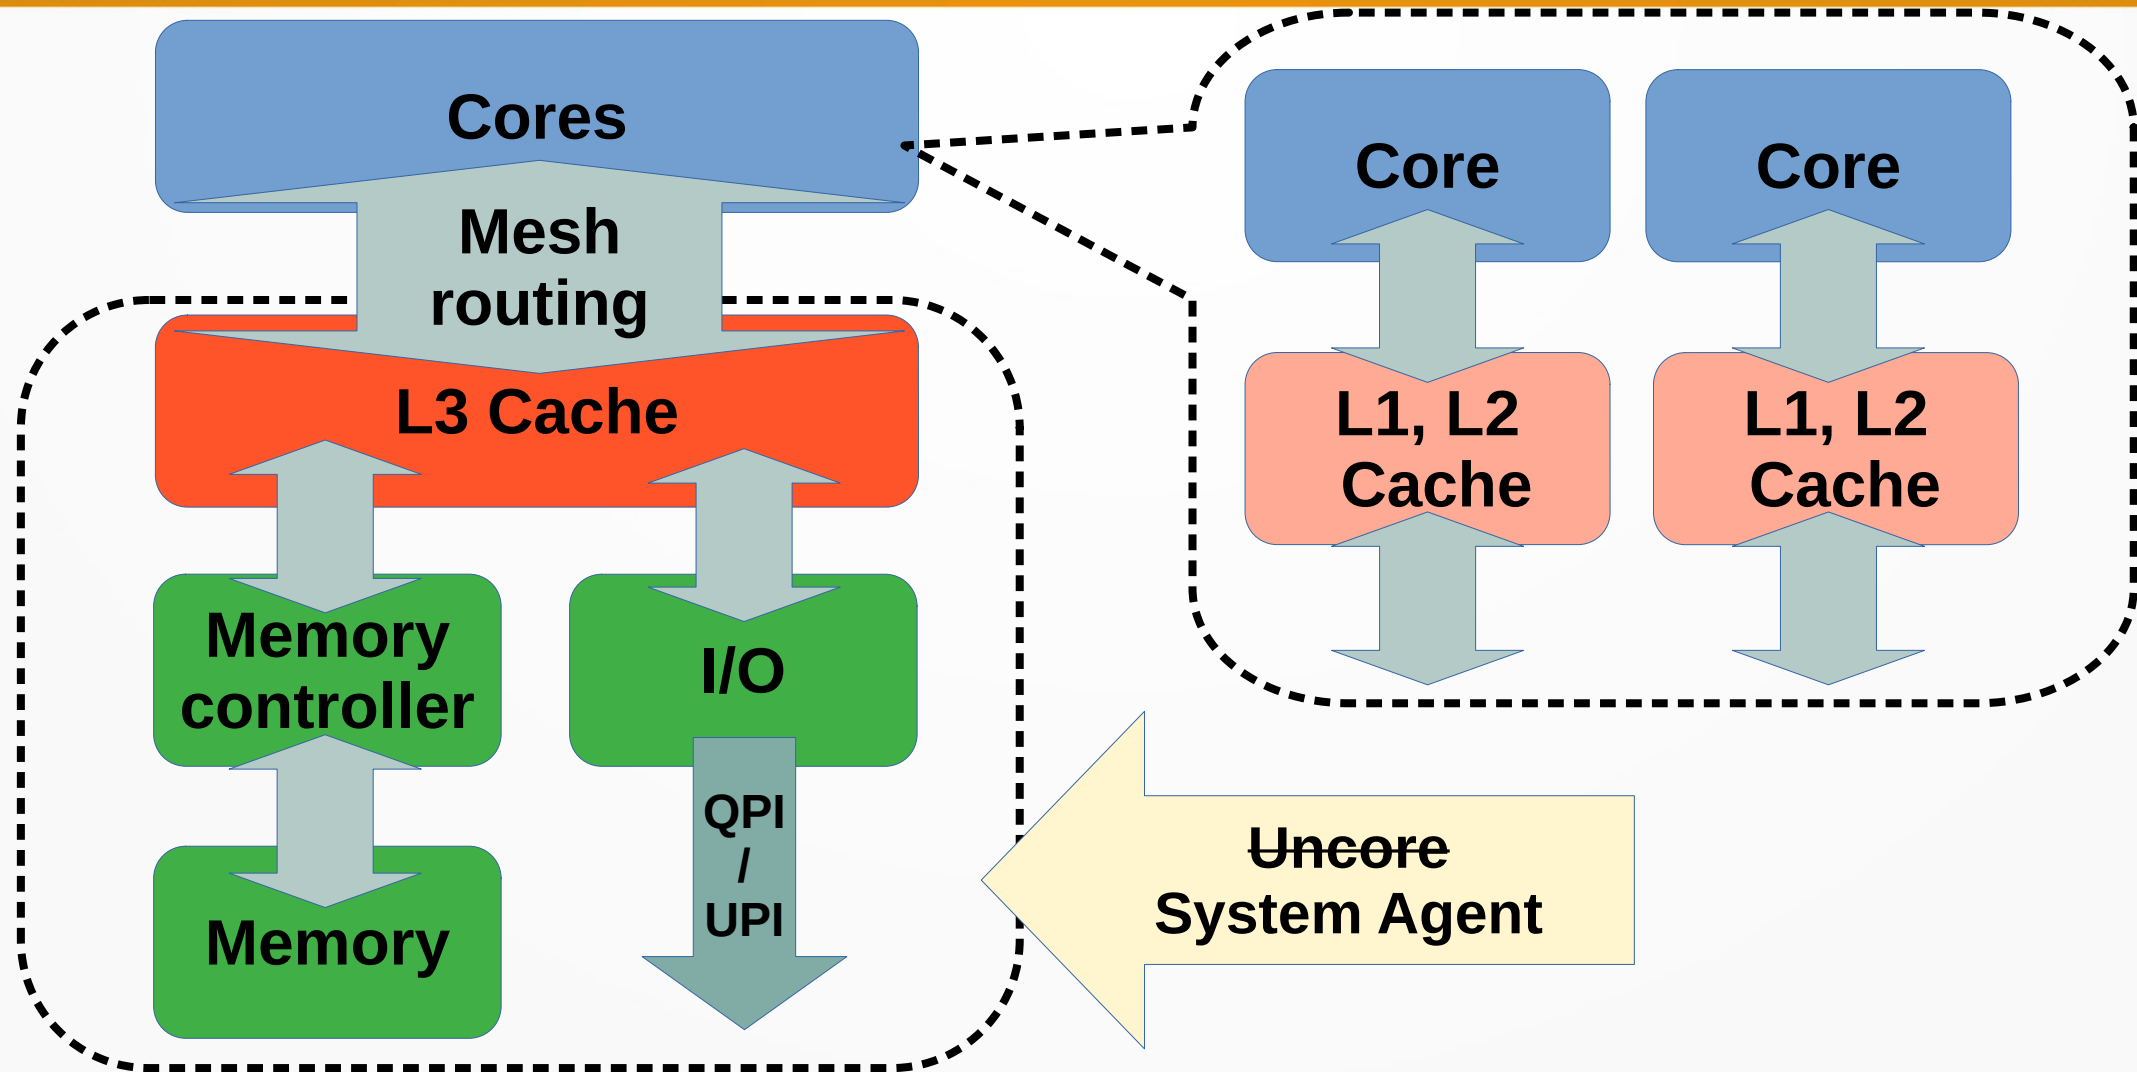 Cores
Mesh
routing
L3 Cache
Memory
controller
I/O
QPI
/
UPI
Memory
Core
Core
L1, L2
Cache
L1, L2
Cache
Uncore
System Agent